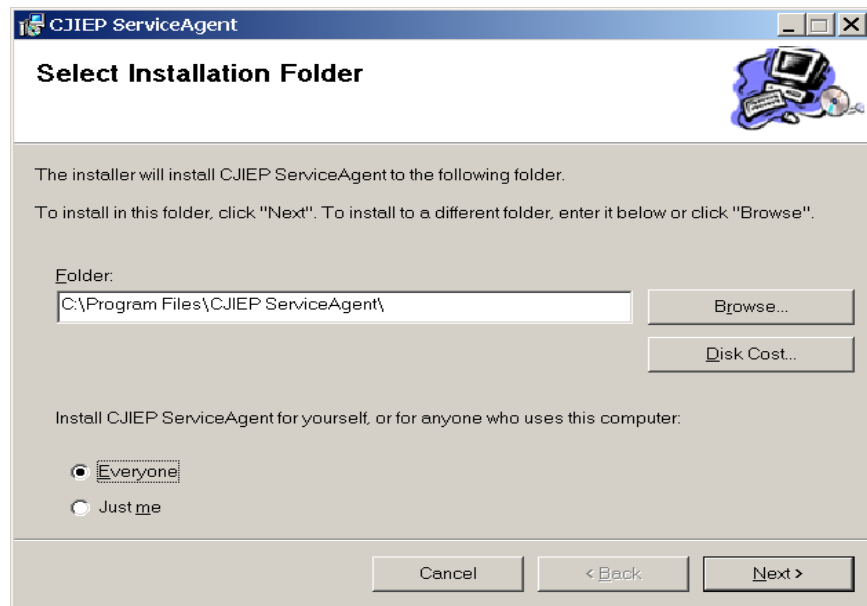 CJIEP ServiceAgent
Select Installation Folder
The installer will install CJIEP ServiceAgent to the following folder.
To install in this folder, click "Next". To install to a different folder, enter it below or click "Browse".
Folder:
C:\Program Files\CJIEP ServiceAgent\
Browse...
Disk Cost...
Install CJIEP ServiceAgent for yourself, or for anyone who uses this computer:
Everyone
Just me
Cancel
< Back
Next >